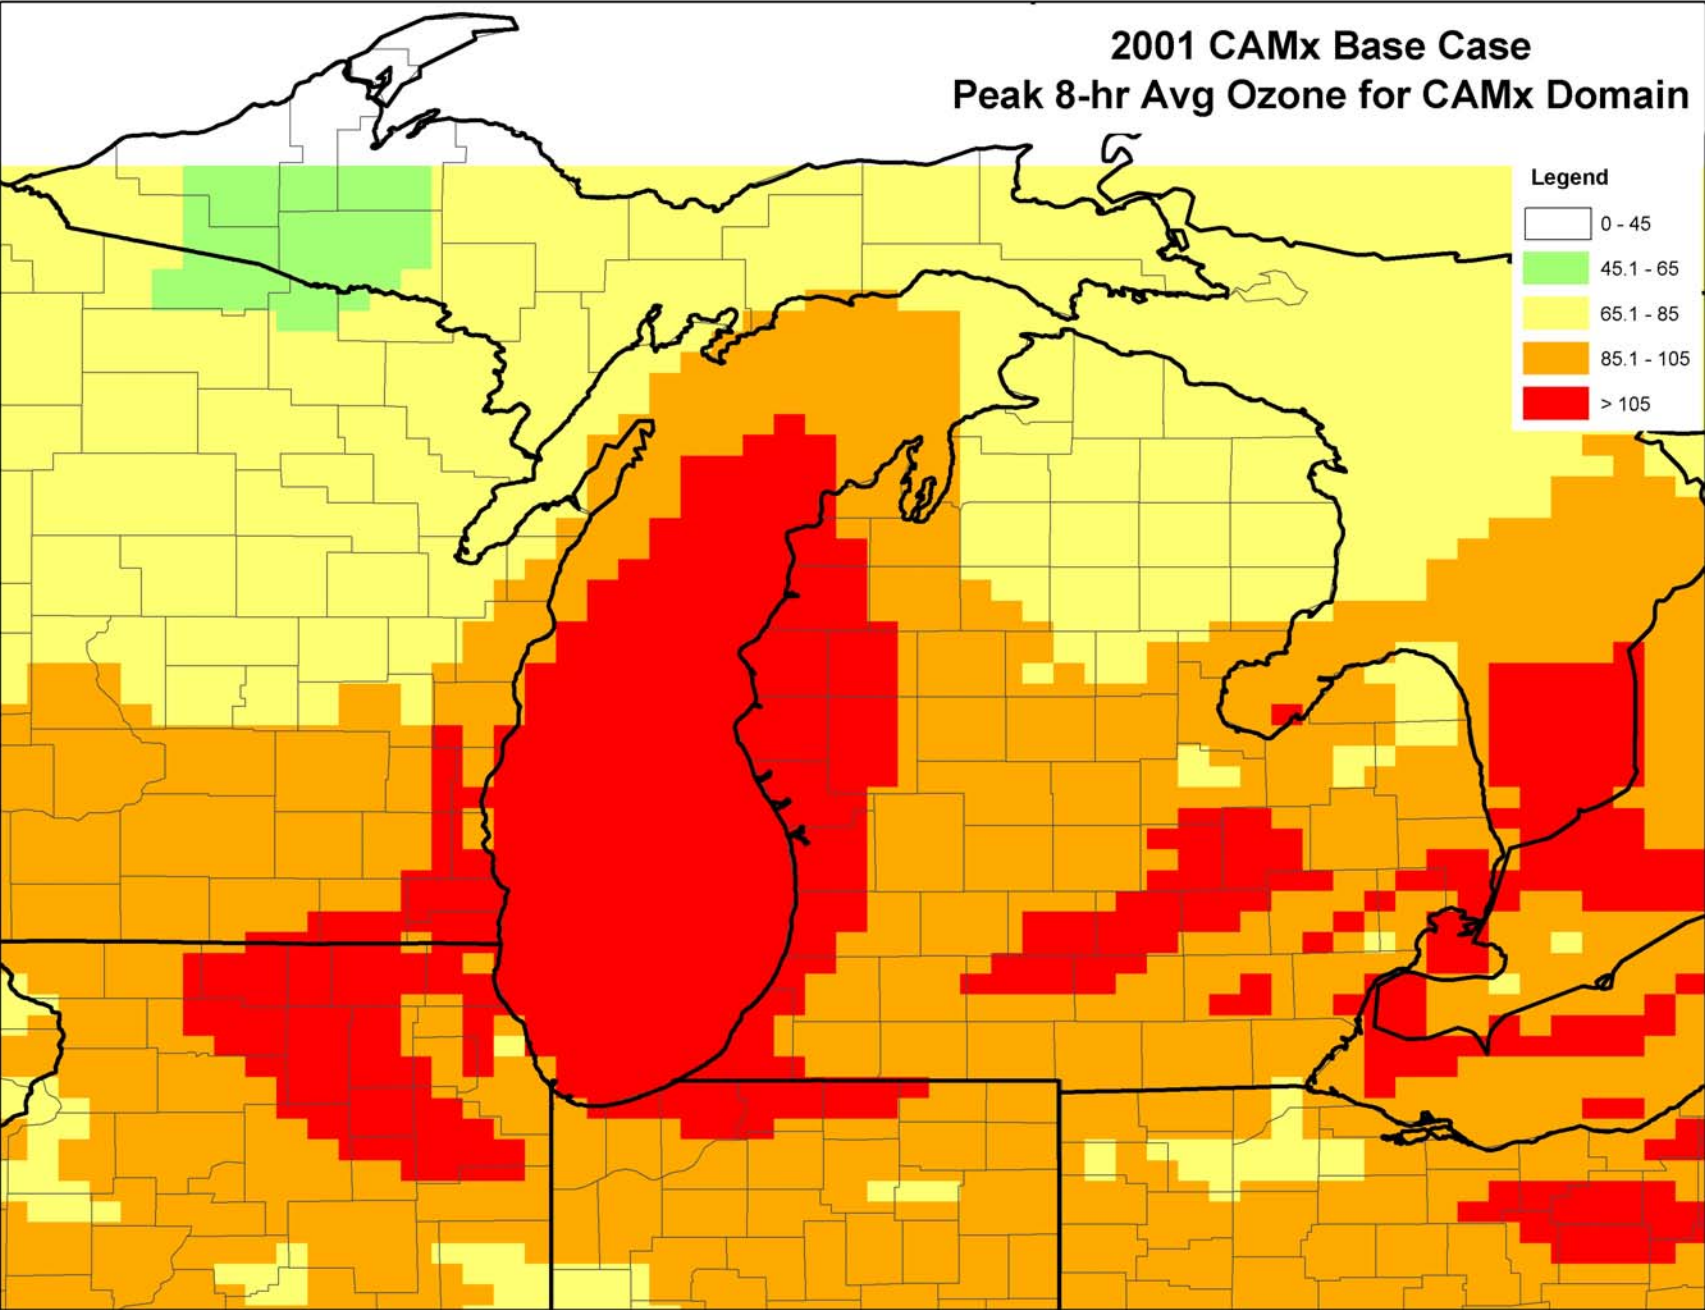 2001 CAMx Base Case
Peak 8-hr Avg Ozone for CAMx Domain
Legend
0 - 45
45.1 - 65
65.1 - 85
85.1 - 105
> 105